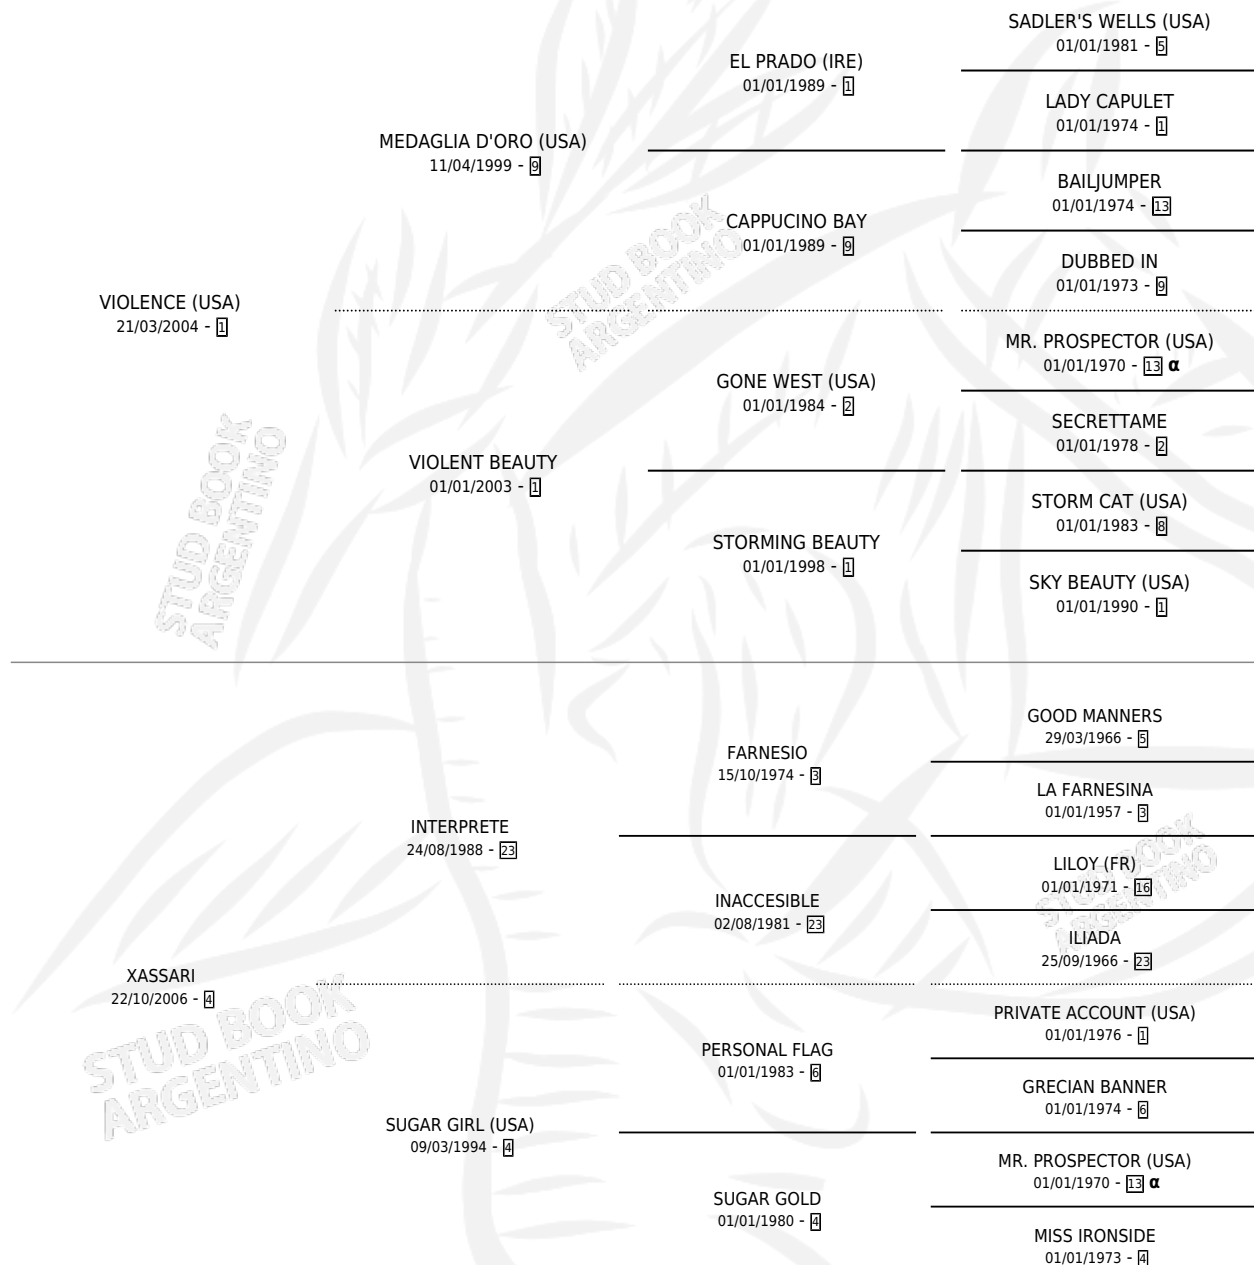 SADLER'S WELLS (USA)
01/01/1981 - 5
EL PRADO (IRE)
01/01/1989 - 1
LADY CAPULET
01/01/1974 - 1
MEDAGLIA D'ORO (USA)
11/04/1999 - 9
BAILJUMPER
01/01/1974 - 13
CAPPUCINO BAY
01/01/1989 - 9
DUBBED IN
01/01/1973 - 9
VIOLENCE (USA)
21/03/2004 - 1
MR. PROSPECTOR (USA)
01/01/1970 - 13 α
GONE WEST (USA)
01/01/1984 - 2
SECRETTAME
01/01/1978 - 2
VIOLENT BEAUTY
01/01/2003 - 1
STORM CAT (USA)
01/01/1983 - 8
STORMING BEAUTY
01/01/1998 - 1
SKY BEAUTY (USA)
01/01/1990 - 1
GOOD MANNERS
29/03/1966 - 5
FARNESIO
15/10/1974 - 3
LA FARNESINA
01/01/1957 - 3
INTERPRETE
24/08/1988 - 23
LILOY (FR)
01/01/1971 - 16
INACCESIBLE
02/08/1981 - 23
ILIADA
25/09/1966 - 23
XASSARI
22/10/2006 - 4
PRIVATE ACCOUNT (USA)
01/01/1976 - 1
PERSONAL FLAG
01/01/1983 - 6
GRECIAN BANNER
01/01/1974 - 6
SUGAR GIRL (USA)
09/03/1994 - 4
MR. PROSPECTOR (USA)
01/01/1970 - 13 α
SUGAR GOLD
01/01/1980 - 4
MISS IRONSIDE
01/01/1973 - 4
STUD BOOK
ARGENTINO
STUD BOOK
ARGENTINO
STUD BOOK
ARGENTINO
STUD BOOK
ARGENTINO